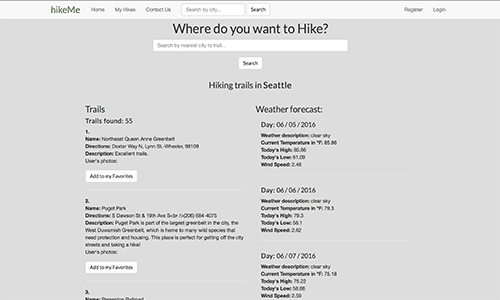 hikeMe Home My Hikes Contact Us Search by city... Search Register Login
Where do you want to Hike?
Search by nearest city to trail...
Search
Hiking trails in Seattle
Trails
Trails found: 55
1.
Name: Northeast Queen Anne Greenbelt
Directions: Dexter Way N, Lynn St.-Wheeler, 98109
Description: Excellent trails.
User's photos:
Add to my Favorites
2.
Name: Puget Park
Directions: S Dawson St & 19th Ave S<br />(206) 684-4075
Description: Puget Park is part of the largest greenbelt in the city, the
West Duwamish Greenbelt, which is home to many wild species that
need protection and housing. This place is perfect for getting off the city
streets and taking a hike!
User's photos:
Add to my Favorites
3.
Name: Railroad
Weather forecast:
Day: 06 / 05 / 2016
Weather description: clear sky
Current Temperature in °F: 85.86
Today's High: 85.86
Today's Low: 61.09
Wind Speed: 2.48
Day: 06 / 06 / 2016
Weather description: clear sky
Current Temperature in °F: 79.3
Today's High: 79.3
Today's Low: 58.1
Wind Speed: 2.62
Day: 06 / 07 / 2016
Weather description: clear sky
Current Temperature in °F: 75.18
Today's High: 75.22
Today's Low: 58.66
Wind Speed: 2.59